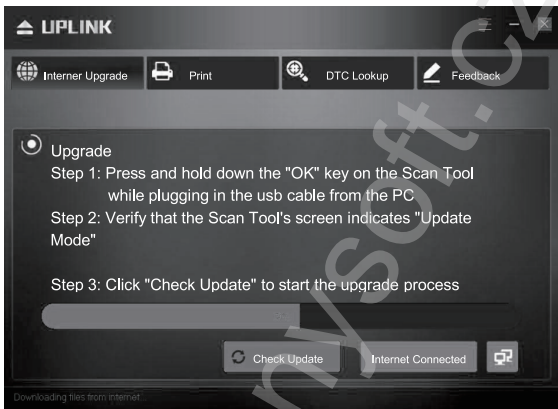 UPLINK
Interner Upgrade
Print
DTC Lookup
Feedback
Upgrade
Step 1: Press and hold down the "OK" key on the Scan Tool
while plugging in the usb cable from the PC
Step 2: Verify that the Scan Tool's screen indicates "Update
Mode"
Step 3: Click "Check Update" to start the upgrade process
Check Update
Internet Connected
Downloading files from internet...